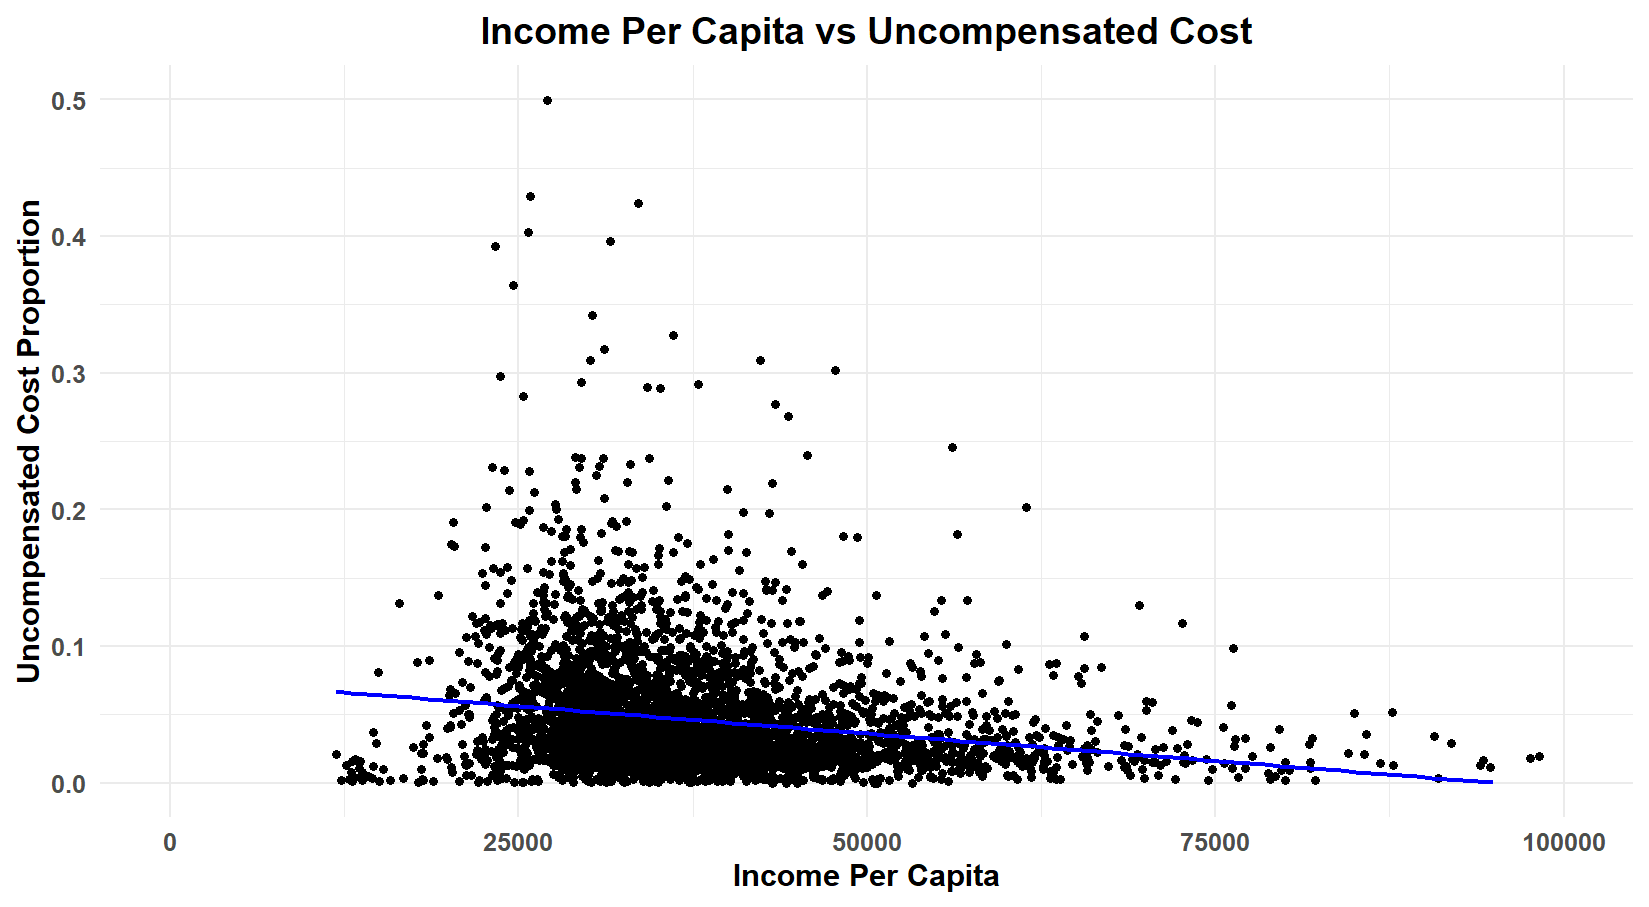 Income Per Capita vs Uncompensated Cost
Uncompensated Cost Proportion
0.5
0.4
0.3
0.2
0.1
0.0
0 25000 50000 75000 100000
Income Per Capita